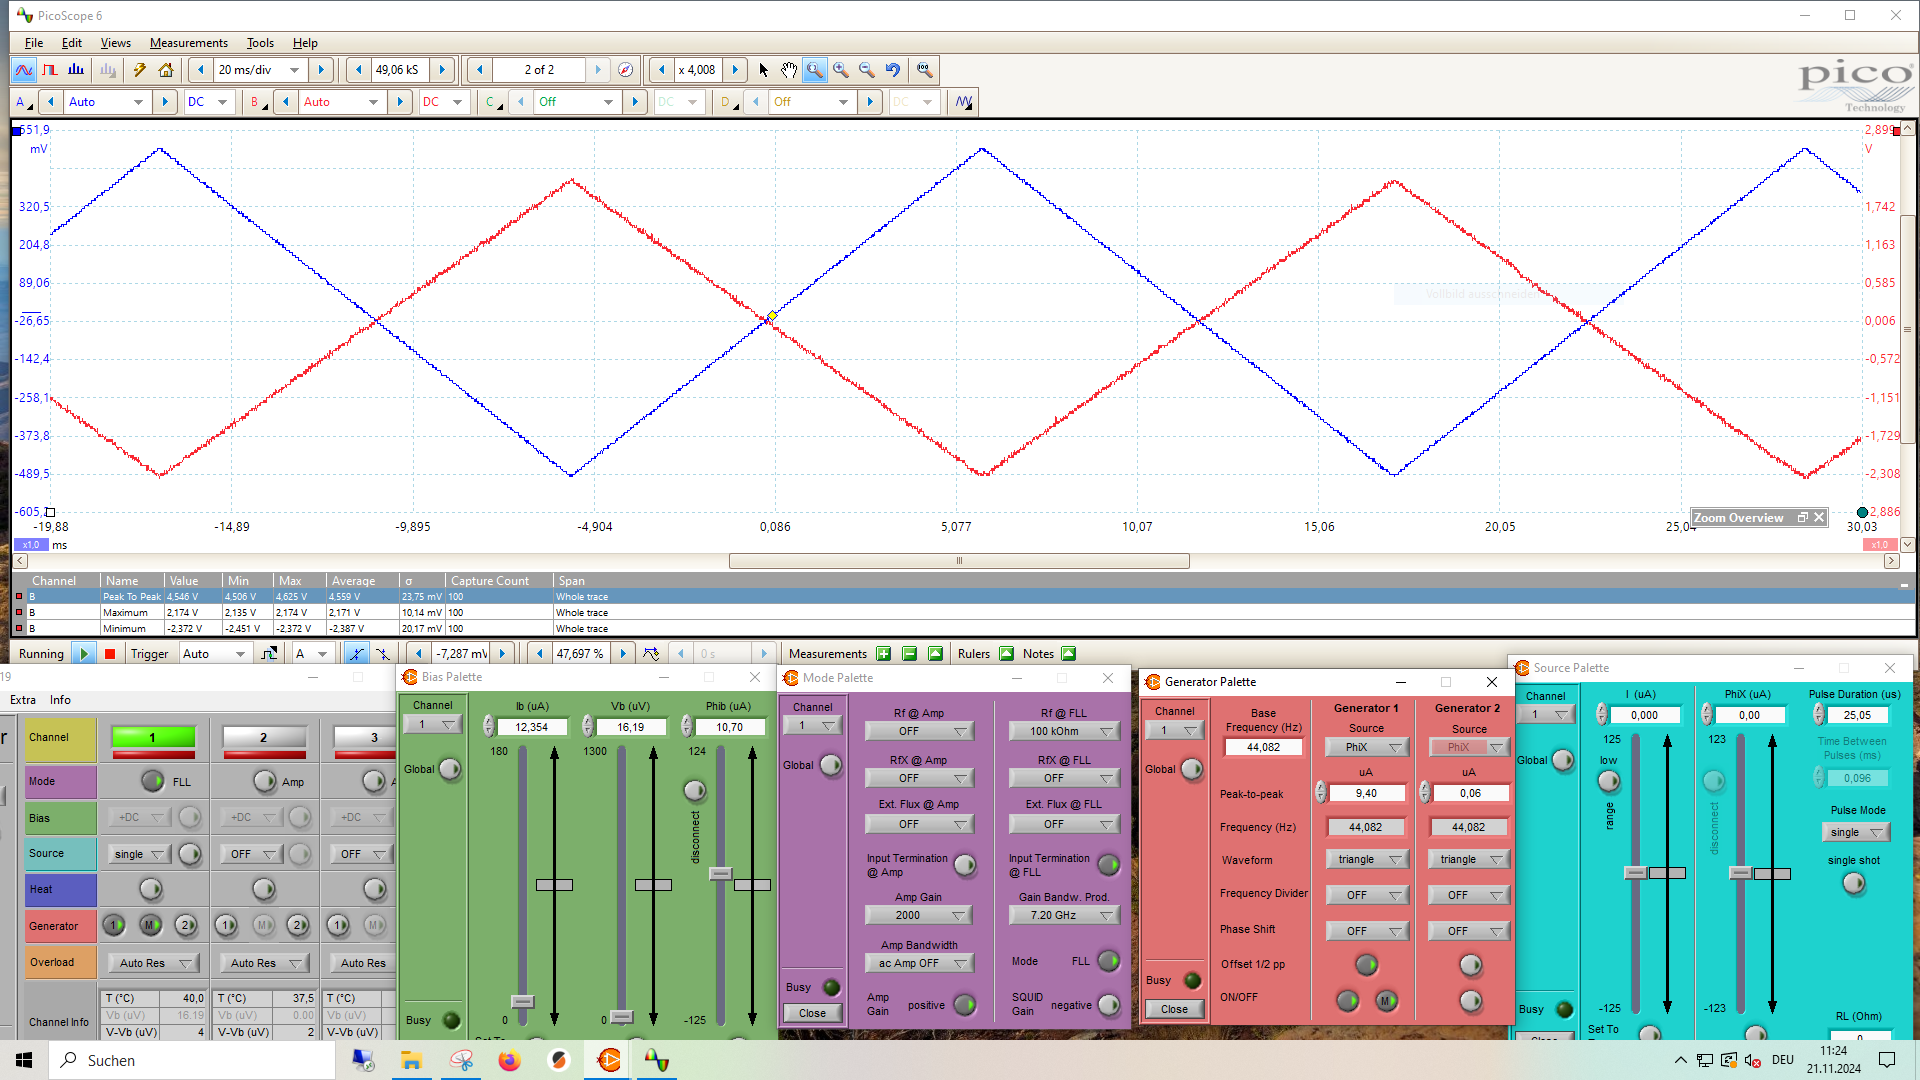 PicoScope 6
File Edit Views Measurements Tools Help
20 ms/div 49,06 kS 2 of 2 x 4,008
pico
Technology
A Auto DC B Auto DC C Off DC D Off DC
551,9 2,899
mV V
320,5 1,742
204,8 1,163
89,06 0,585
Vollbild ausschneiden
-26,65 0,006
-142,4 -0,572
-258,1 -1,151
-373,8 -1,729
-489,5 -2,308
-605, -2,886
Zoom Overview
-19,88 -14,89 -9,895 -4,904 0,086 5,077 10,07 15,06 20,05 25,04 30,03
x1,0 ms x1,0
Channel Name Value Min Max Average σ Capture Count Span
B Peak To Peak 4,546 V 4,506 V 4,625 V 4,559 V 23,75 mV 100 Whole trace
B Maximum 2,174 V 2,135 V 2,174 V 2,171 V 10,14 mV 100 Whole trace
B Minimum -2,372 V -2,451 V -2,372 V -2,387 V 20,17 mV 100 Whole trace
Running Trigger Auto A -7,287 mV 47,697 % 0 s Measurements Rulers Notes
19
Extra Info
Channel 1 2 3
Mode FLL Amp
Bias +DC +DC +DC
Source single OFF OFF
Heat
Generator 1 M 2 1 M 2 1 M
Overload Auto Res Auto Res Auto Res
Channel Info
T (°C) 40,0 T (°C) 37,5 T (°C)
Vb (uV) 16.19 Vb (uV) 0.00 Vb (uV)
V-Vb (uV) 4 V-Vb (uV) 2 V-Vb (uV)
Bias Palette
Channel Ib (uA) Vb (uV) Phib (uA)
1 12,354 16,19 10,70
180 1300 124
Global
disconnect
0 0 -125
Busy
Set To
Mode Palette
Channel
1
Global
Busy
Close
Rf @ Amp Rf @ FLL
OFF 100 kOhm
RfX @ Amp RfX @ FLL
OFF OFF
Ext. Flux @ Amp Ext. Flux @ FLL
OFF OFF
Input Termination @ Amp Input Termination @ FLL
Amp Gain Gain Bandw. Prod.
2000 7.20 GHz
Amp Bandwidth
ac Amp OFF Mode FLL
Amp Gain positive SQUID Gain negative
Generator Palette
Channel
1
Global
Busy
Close
Base Frequency (Hz) Generator 1 Generator 2
44,082 Source Source
PhiX PhiX
uA uA
Peak-to-peak 9,40 0,06
Frequency (Hz) 44,082 44,082
Waveform triangle triangle
Frequency Divider OFF OFF
Phase Shift OFF OFF
Offset 1/2 pp
ON/OFF M
Source Palette
Channel I (uA) PhiX (uA) Pulse Duration (us)
1 0,000 0,00 25,05
125 123 Time Between
Pulses (ms)
Global low 0,096
range disconnect
Pulse Mode
single
single shot
-125 -123
Busy
Set To RL (Ohm)
0
Close
Suchen
DEU 11:24
21.11.2024